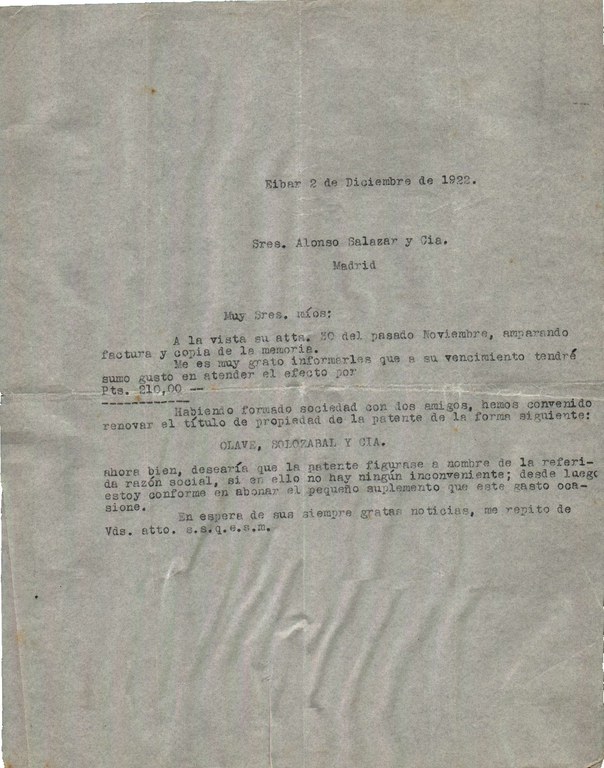 Eibar 2 de Diciembre de 1922.
Sres. Alonso Salazar y Cia.
Madrid
Muy Sres. míos;
A la vista su atta. 30 del pasado Noviembre, amparando
factura y copia de la memoria.
Me es muy grato informarles que a su vencimiento tendré
sumo gusto en atender el efecto por
Pts. 210,00 --
Habiendo formado sociedad con dos amigos, hemos convenido
renovar el título de propiedad de la patente de la forma siguiente:
OLAVE, SOLOZABAL Y CIA.
ahora bien, desearía que la patente figurase a nombre de la referi-
da razón social, si en ello no hay ningún inconveniente; desde luego
estoy conforme en abonar el pequeño suplemento que este gasto oca-
sione.
En espera de sus siempre gratas noticias, me repito de
Vds. atto. s.s.q.e.s.m.